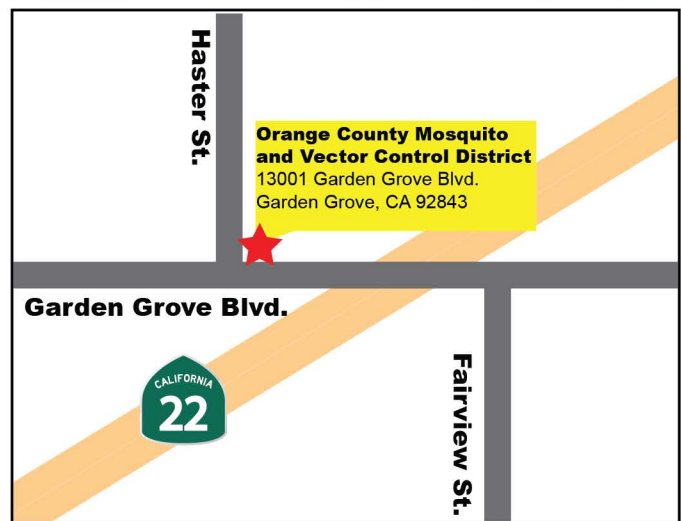 Haster St.
Orange County Mosquito
and Vector Control District
13001 Garden Grove Blvd.
Garden Grove, CA 92843
Garden Grove Blvd.
CALIFORNIA
22
Fairview St.